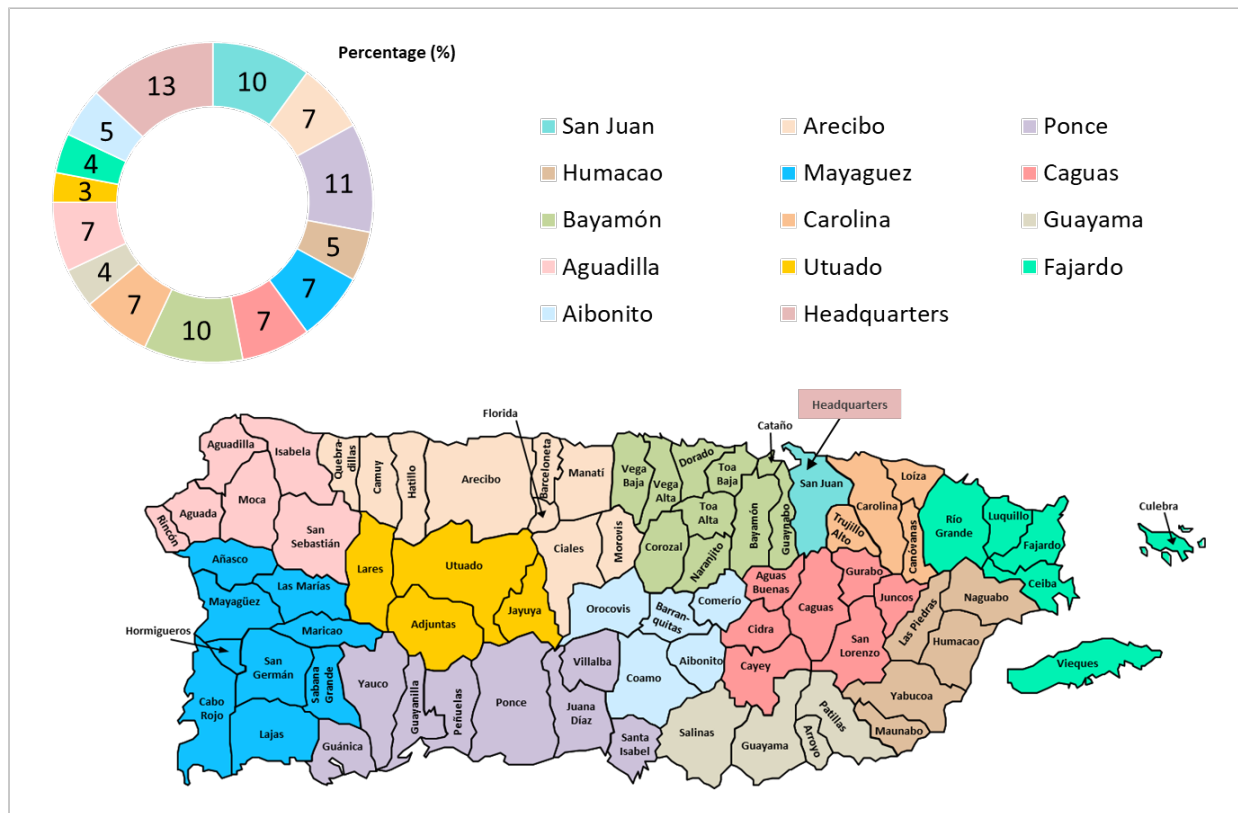 Percentage (%)
13
10
7
11
5
7
7
10
7
4
7
3
4
5
San Juan
Arecibo
Ponce
Humacao
Mayaguez
Caguas
Bayamón
Carolina
Guayama
Aguadilla
Utuado
Fajardo
Aibonito
Headquarters
Headquarters
Florida
Cataño
Culebra
Aguadilla
Isabela
Quebra-
dillas
Camuy
Hatillo
Arecibo
Barceloneta
Manatí
Vega
Baja
Vega
Alta
Dorado
Toa
Baja
San Juan
Carolina
Loíza
Moca
Aguada
Rincón
San
Sebastián
Ciales
Morovis
Corozal
Toa
Alta
Naranjito
Bayamón
Guaynabo
Trujillo
Alto
Canóvanas
Río
Grande
Luquillo
Fajardo
Ceiba
Añasco
Las Marías
Mayagüez
Lares
Utuado
Adjuntas
Jayuya
Orocovis
Barran-
quitas
Comerío
Aguas
Buenas
Caguas
Gurabo
Juncos
Las Piedras
Naguabo
Humacao
Hormigueros
Maricao
San
Germán
Sabana
Grande
Cabo
Rojo
Lajas
Yauco
Guánica
Guayanilla
Peñuelas
Ponce
Villalba
Juana
Díaz
Coamo
Aibonito
Santa
Isabel
Cidra
Cayey
San
Lorenzo
Yabucoa
Maunabo
Vieques
Salinas
Guayama
Arroyo
Patillas